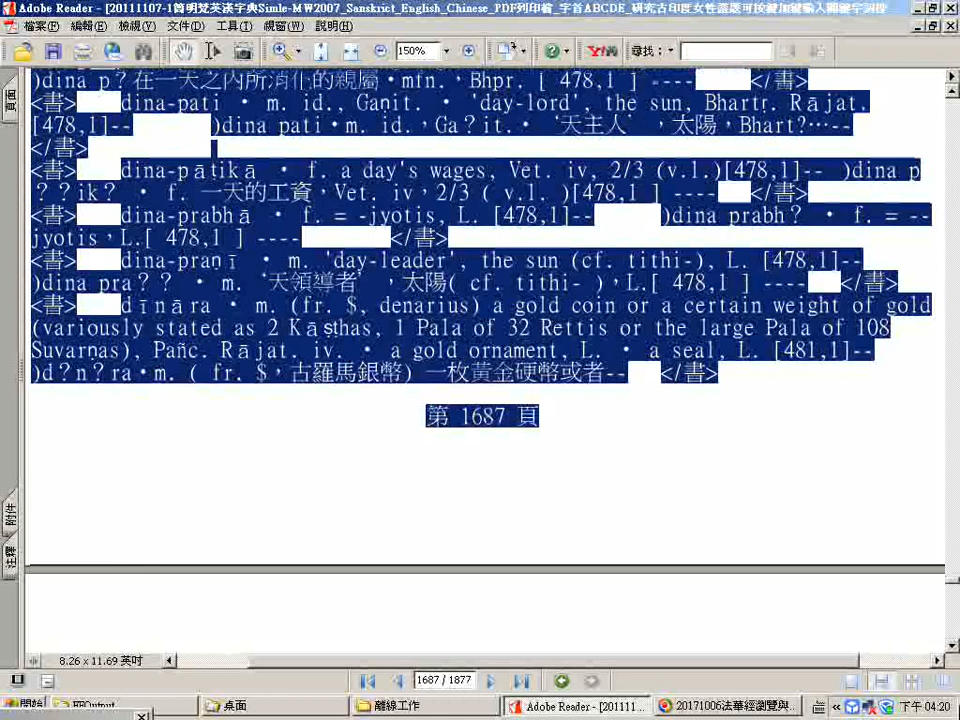 Adobe Reader - [20111107-1簡明梵英漢字典Simle-MW2007_Sanskrict_English_Chinese_PDF列印檔_字首ABCDE_研究古印度女性議題可按鍵輸入關鍵字詞搜
檔案(F) 編輯(E) 檢視(V) 文件(D) 工具(T) 視窗(W) 說明(H)
150% 尋找:
頁面
)dina p?在一天之內所消化的親屬‧mfn.，Bhpr. [ 478,1] ---- </書>
<書> dina-pati ‧ m. id., Gaṇit. ‧ 'day-lord', the sun, Bhartr. Rājat.
[478,1]-- )dina pati‧m. id.，Ga?it.‧‘天主人’，太陽，Bhart?…--
</書>
<書> dina-pāṭikā ‧ f. a day's wages, Vet. iv, 2/3 (v.l.)[478,1]-- )dina p
??ik? ‧ f. 一天的工資，Vet. iv，2/3 ( v.l. )[478,1 ] ---- </書>
<書> dina-prabhā ‧ f. = -jyotis, L. [478,1]-- )dina prabh? ‧ f. = --
jyotis，L.[ 478,1 ] ---- </書>
<書> dina-praṇī ‧ m. 'day-leader', the sun (cf. tithi-), L. [478,1]--
)dina pra?? ‧ m. ‘天領導者’，太陽( cf. tithi- )，L.[ 478,1 ] ---- </書>
<書> dīnāra ‧ m. (fr. $, denarius) a gold coin or a certain weight of gold
(variously stated as 2 Kāṣthas, 1 Pala of 32 Rettis or the large Pala of 108
Suvarṇas), Pañc. Rājat. iv. ‧ a gold ornament, L. ‧ a seal, L. [481,1]--
)d?n?ra‧m. ( fr. $，古羅馬銀幣) 一枚黃金硬幣或者-- </書>
第 1687 頁
附件
注釋
8.26 x 11.69 英吋
1687 / 1877
開始 FFOutput 桌面 離線工作 Adobe Reader - [201111... 20171006法華經瀏覽與... 下午 04:20